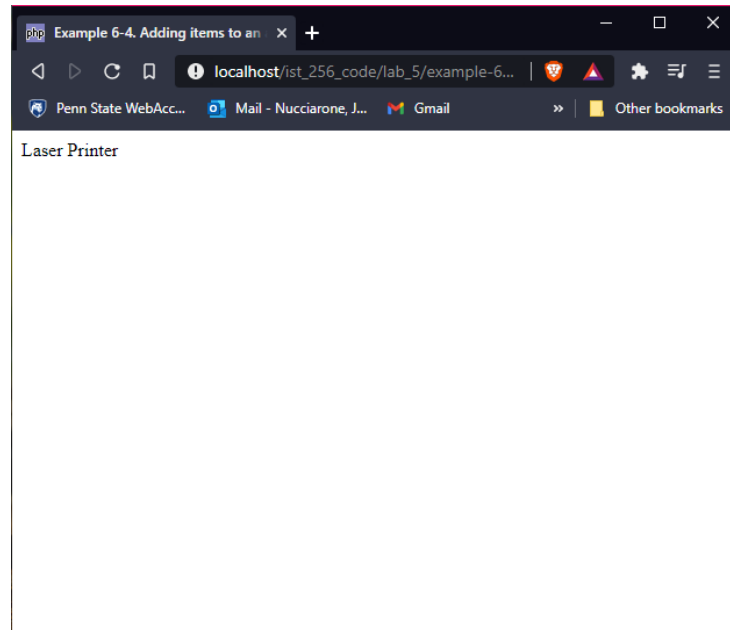 php Example 6-4. Adding items to an
localhost/ist_256_code/lab_5/example-6...
Penn State WebAcc... Mail - Nucciarone, J... Gmail » Other bookmarks
Laser Printer